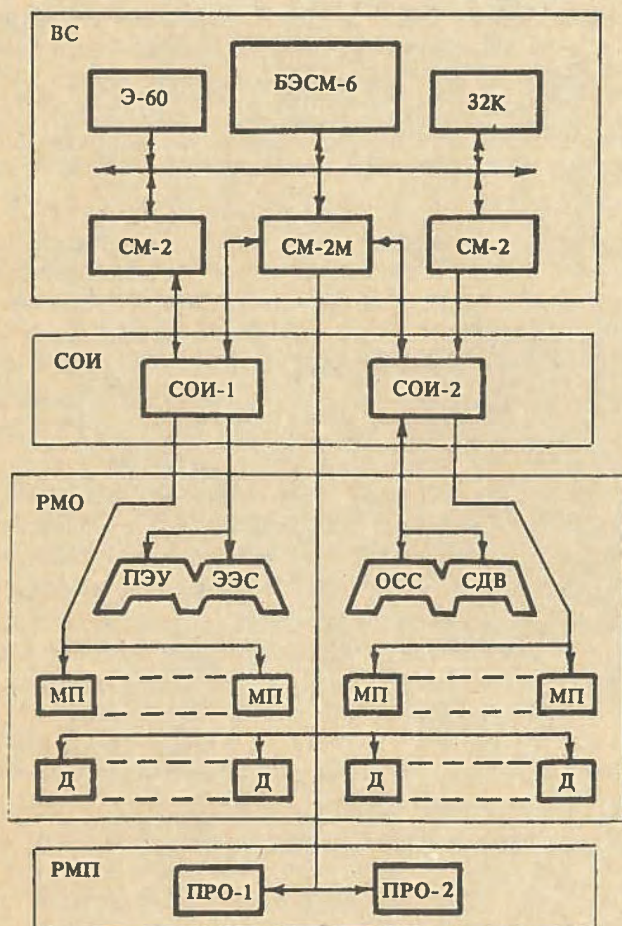 ВС
Э-60 БЭСМ-6 32К
СМ-2 СМ-2М СМ-2
СОИ
СОИ-1 СОИ-2
РМО
ПЭУ ЭЭС ОСС СДВ
МП МП МП МП
Д Д Д Д
РМП
ПРО-1 ПРО-2